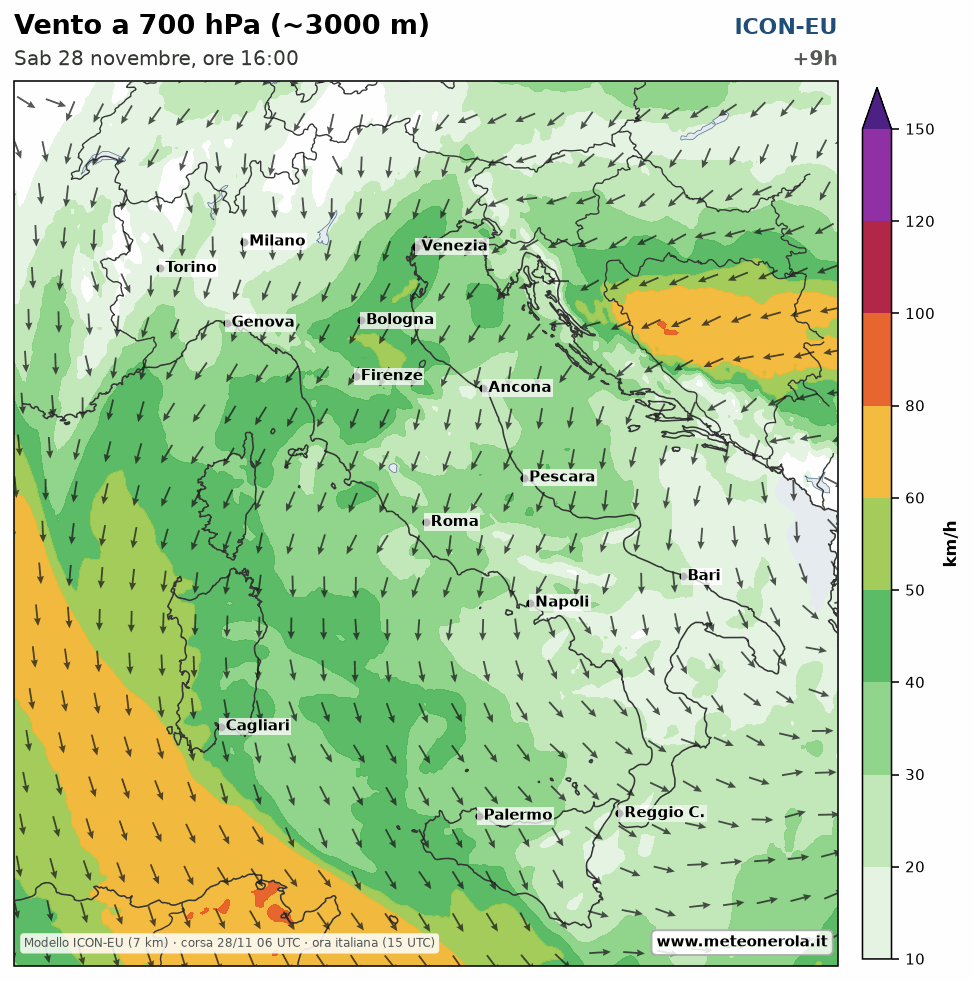 Vento a 700 hPa (~3000 m)
ICON-EU
Sab 28 novembre, ore 16:00
+9h
150
120
100
80
60
50
40
30
20
10
km/h
Milano
Venezia
Torino
Genova
Bologna
Firenze
Ancona
Pescara
Roma
Bari
Napoli
Cagliari
Palermo
Reggio C.
Modello ICON-EU (7 km) · corsa 28/11 06 UTC · ora italiana (15 UTC)
www.meteonerola.it